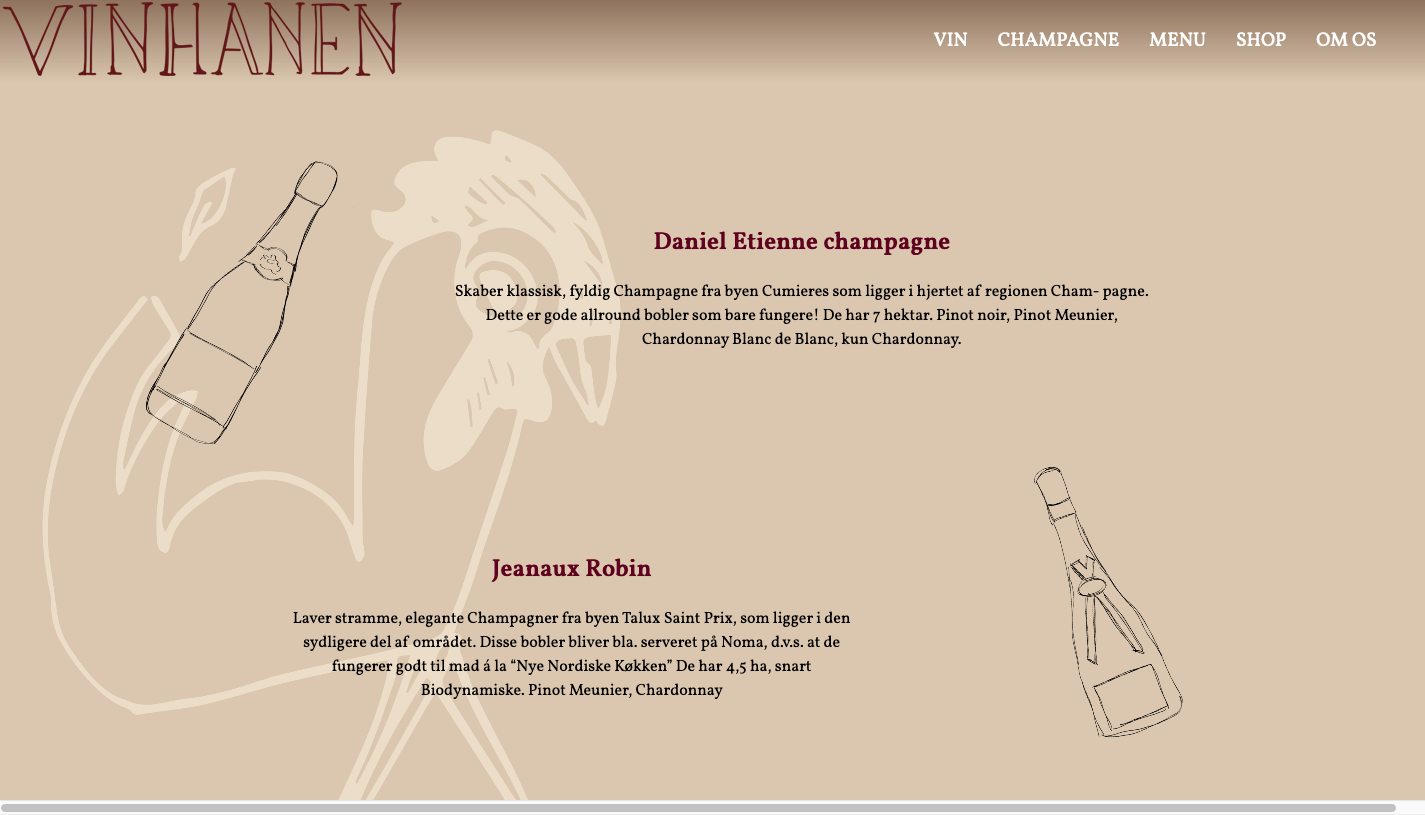 VINHANEN
VIN CHAMPAGNE MENU SHOP OM OS
Daniel Etienne champagne
Skaber klassisk, fyldig Champagne fra byen Cumieres som ligger i hjertet af regionen Cham- pagne.
Dette er gode allround bobler som bare fungere! De har 7 hektar. Pinot noir, Pinot Meunier,
Chardonnay Blanc de Blanc, kun Chardonnay.
Jeanaux Robin
Laver stramme, elegante Champagner fra byen Talux Saint Prix, som ligger i den
sydligere del af området. Disse bobler bliver bla. serveret på Noma, d.v.s. at de
fungerer godt til mad á la “Nye Nordiske Køkken” De har 4,5 ha, snart
Biodynamiske. Pinot Meunier, Chardonnay